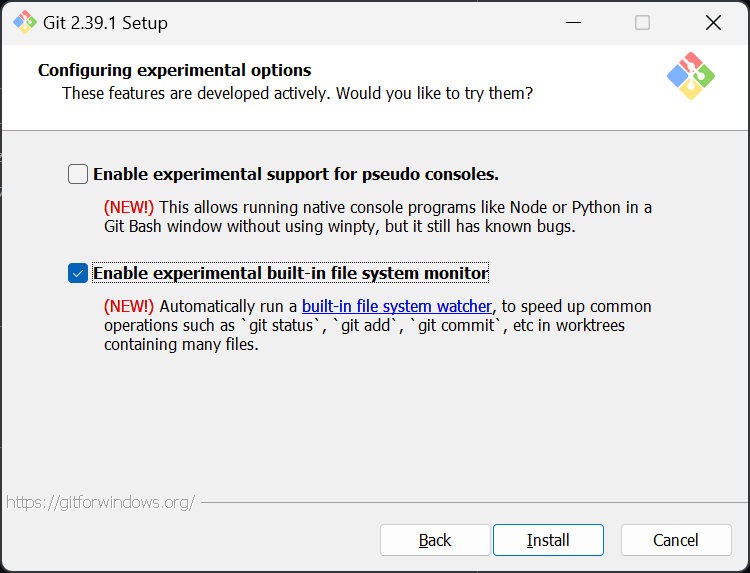 Git 2.39.1 Setup
Configuring experimental options
These features are developed actively. Would you like to try them?
Enable experimental support for pseudo consoles.
(NEW!) This allows running native console programs like Node or Python in a
Git Bash window without using winpty, but it still has known bugs.
Enable experimental built-in file system monitor
(NEW!) Automatically run a built-in file system watcher, to speed up common
operations such as `git status`, `git add`, `git commit`, etc in worktrees
containing many files.
https://gitforwindows.org/
Back
Install
Cancel